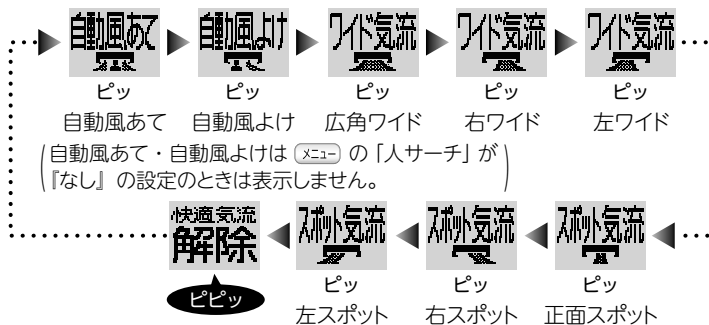 自動風あて 自動風よけ ワイド気流 ワイド気流 ワイド気流
ピッ ピッ ピッ ピッ ピッ
自動風あて 自動風よけ 広角ワイド 右ワイド 左ワイド
(自動風あて・自動風よけは メニュー の「人サーチ」が
『なし』の設定のときは表示しません。)
快適気流
解除 スポット気流 スポット気流 スポット気流
ピピッ ピッ ピッ ピッ
左スポット 右スポット 正面スポット